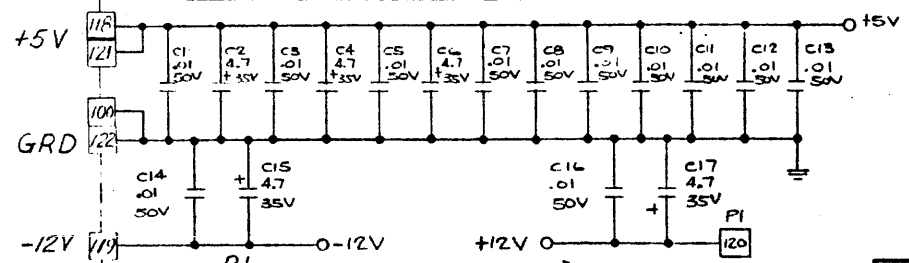 118
+5V
121
+5V
C1 .01 50V
C2 4.7 + 35V
C3 .01 50V
C4 4.7 + 35V
C5 .01 50V
C6 4.7 + 35V
C7 .01 50V
C8 .01 50V
C9 .01 50V
C10 .01 50V
C11 .01 50V
C12 .01 50V
C13 .01 50V
100
GRD
122
C14 .01 50V
+ C15 4.7 35V
C16 .01 50V
+ C17 4.7 35V
-12V
119
-12V
+12V
P1
120
P1